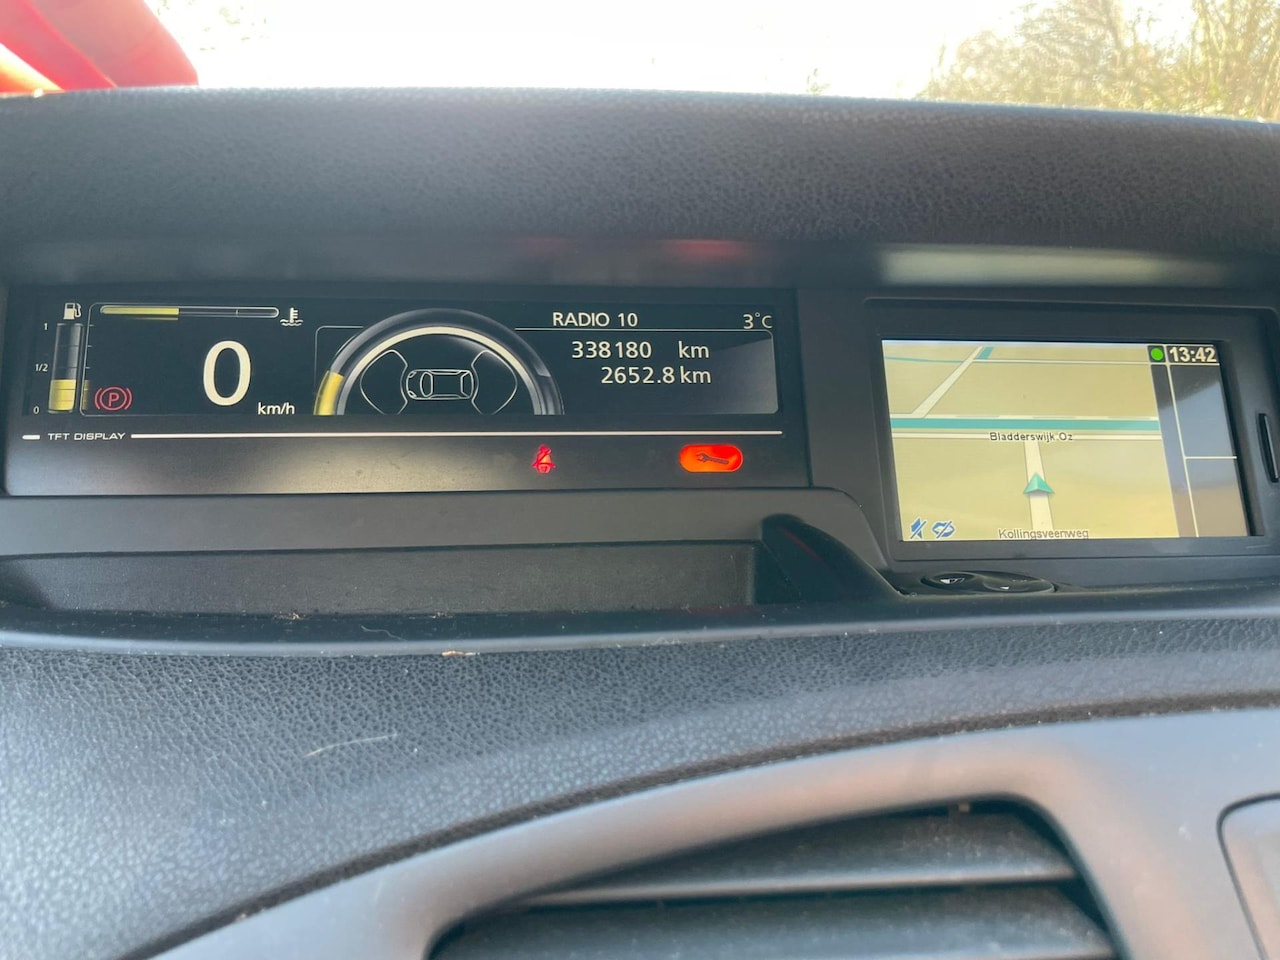 RADIO 10 3°C
338180 km
2652.8 km
1
1/2
0
P
0 km/h
TFT DISPLAY
13:42
Bladderswijk Oz
Kollingsveenweg